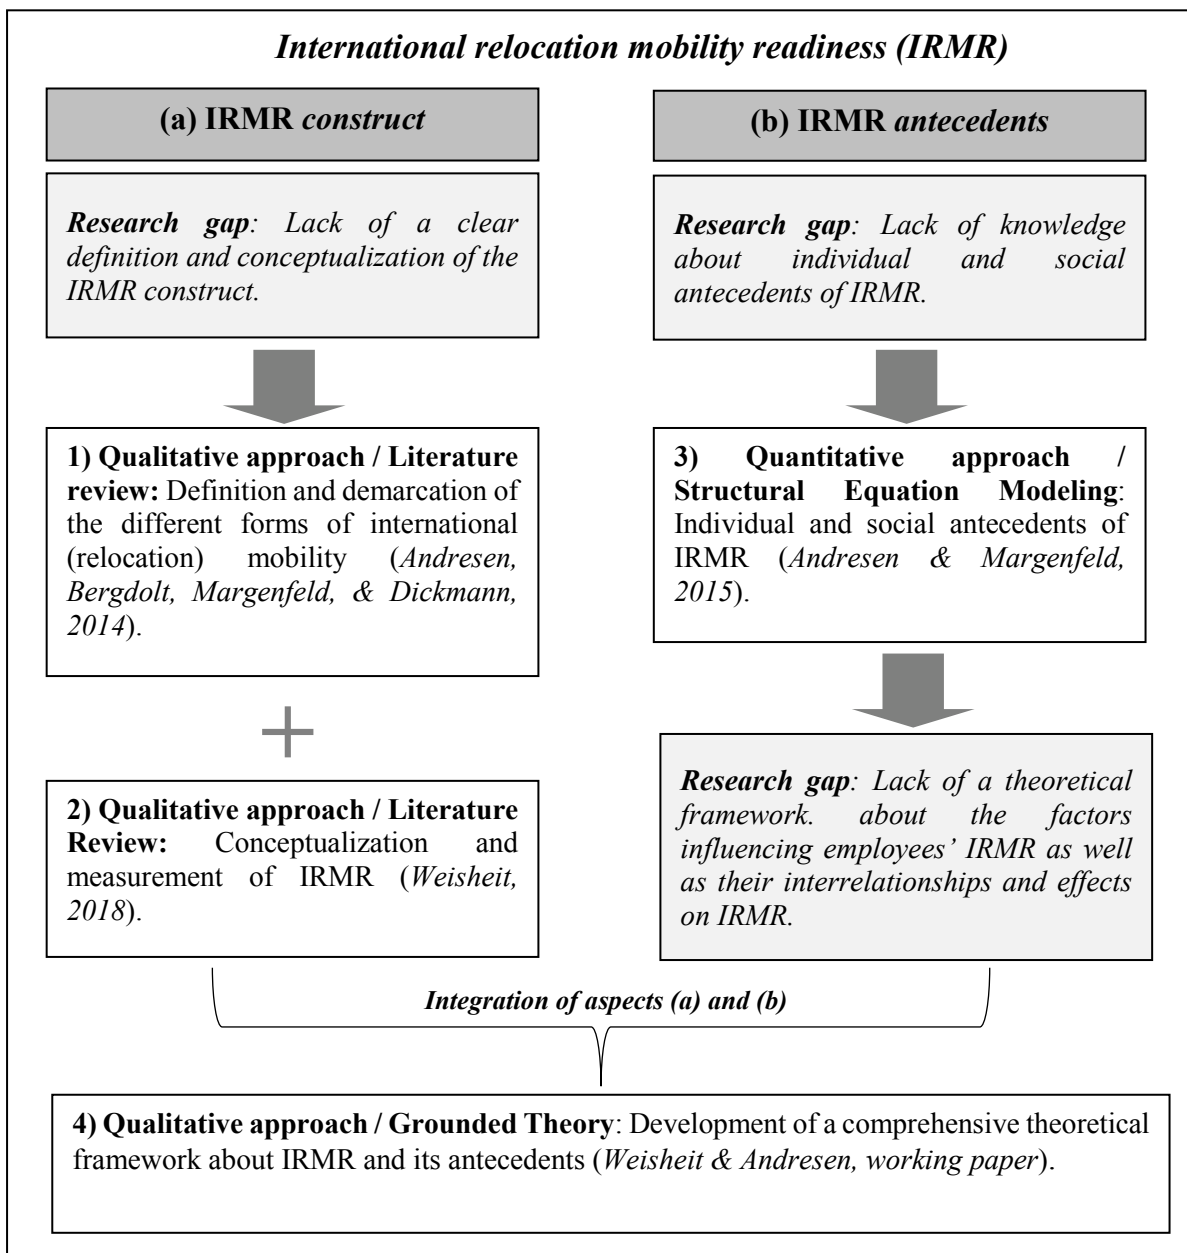 International relocation mobility readiness (IRMR)
(a) IRMR construct
Research gap: Lack of a clear
definition and conceptualization of the
IRMR construct.
1) Qualitative approach / Literature
review: Definition and demarcation of
the different forms of international
(relocation) mobility (Andresen,
Bergdolt, Margenfeld, & Dickmann,
2014).
2) Qualitative approach / Literature
Review: Conceptualization and
measurement of IRMR (Weisheit,
2018).
(b) IRMR antecedents
Research gap: Lack of knowledge
about individual and social
antecedents of IRMR.
3) Quantitative approach /
Structural Equation Modeling:
Individual and social antecedents of
IRMR (Andresen & Margenfeld,
2015).
Research gap: Lack of a theoretical
framework. about the factors
influencing employees’ IRMR as well
as their interrelationships and effects
on IRMR.
Integration of aspects (a) and (b)
4) Qualitative approach / Grounded Theory: Development of a comprehensive theoretical
framework about IRMR and its antecedents (Weisheit & Andresen, working paper).